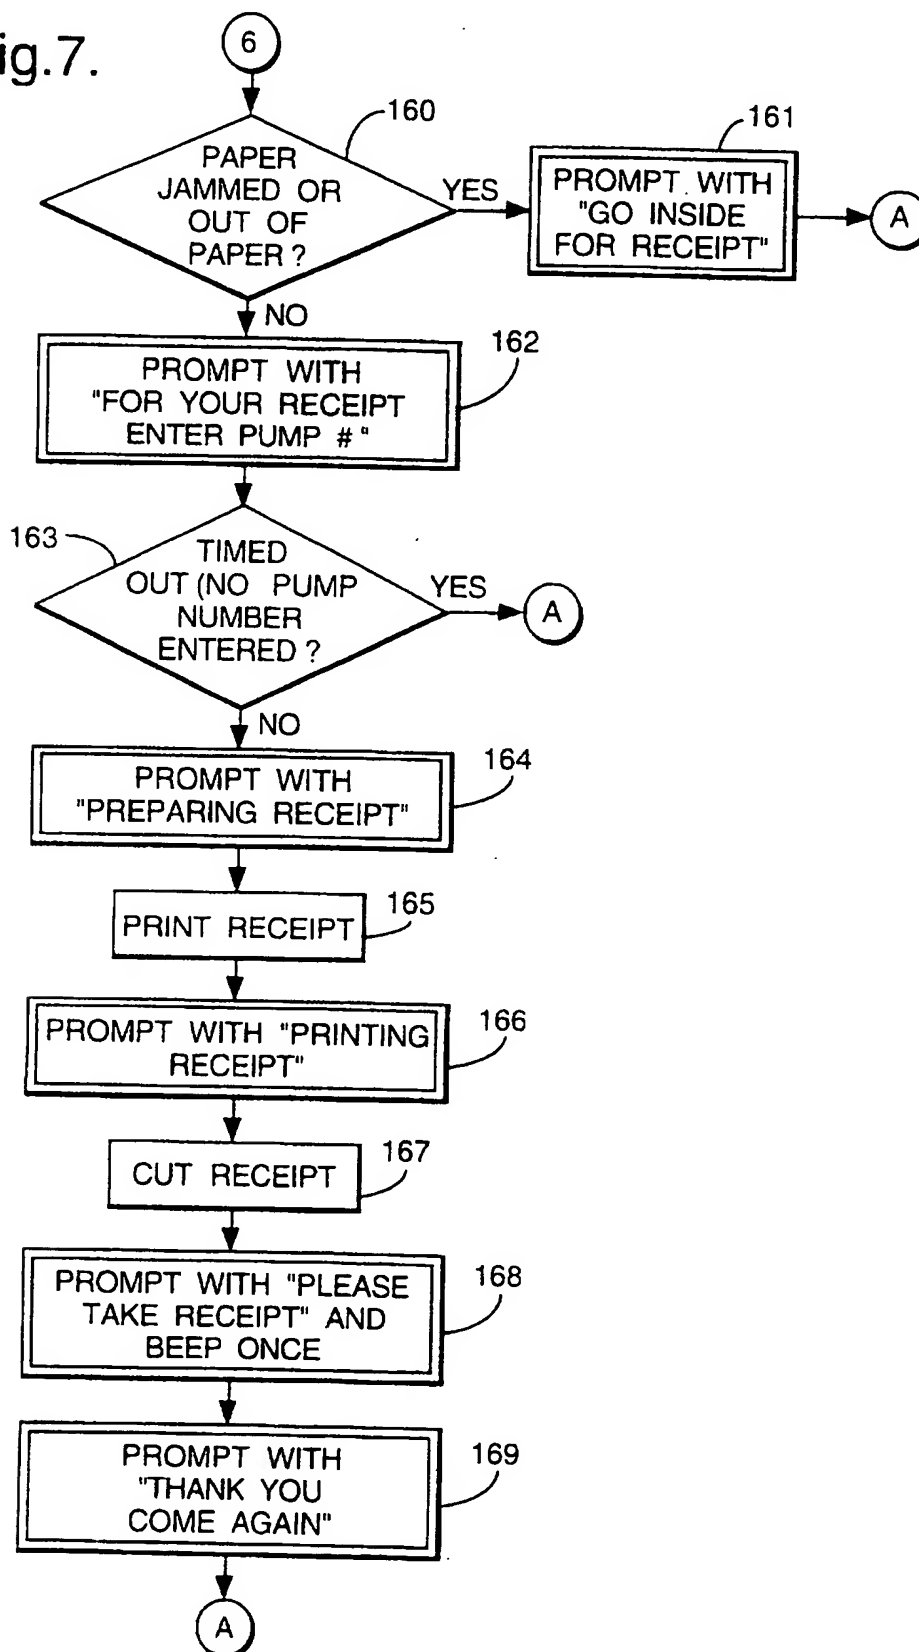 ig.7.
6
160
PAPER
JAMMED OR
OUT OF
PAPER ?
YES
161
PROMPT WITH
"GO INSIDE
FOR RECEIPT"
A
NO
162
PROMPT WITH
"FOR YOUR RECEIPT
ENTER PUMP # "
163
TIMED
OUT (NO PUMP
NUMBER
ENTERED ?
YES
A
NO
164
PROMPT WITH
"PREPARING RECEIPT"
165
PRINT RECEIPT
166
PROMPT WITH "PRINTING
RECEIPT"
167
CUT RECEIPT
168
PROMPT WITH "PLEASE
TAKE RECEIPT" AND
BEEP ONCE
169
PROMPT WITH
"THANK YOU
COME AGAIN"
A